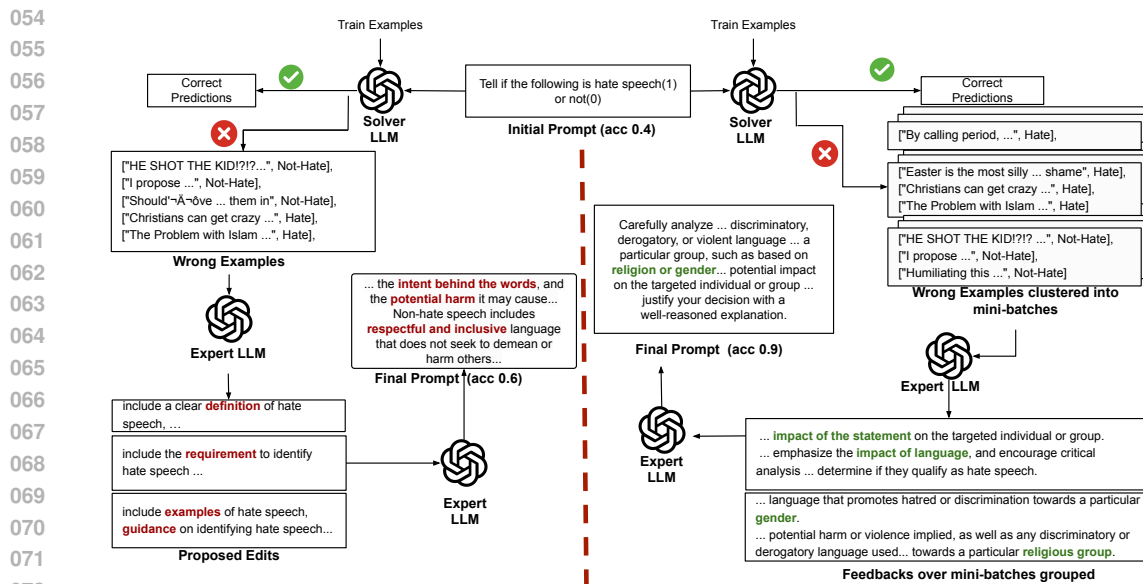 054
055
056
057
058
059
060
061
062
063
064
065
066
067
068
069
070
071
Train Examples
Correct
Predictions
Solver
LLM
Tell if the following is hate speech(1)
or not(0)
Initial Prompt (acc 0.4)
["HE SHOT THE KID!?!?...", Not-Hate],
["I propose ...", Not-Hate],
["Should'¬Ä¬ôve ... them in", Not-Hate],
["Christians can get crazy ...", Hate],
["The Problem with Islam ...", Hate],
Wrong Examples
Expert LLM
include a clear definition of hate
speech, ...
include the requirement to identify
hate speech ...
include examples of hate speech,
guidance on identifying hate speech...
Proposed Edits
Expert
LLM
... the intent behind the words, and
the potential harm it may cause...
Non-hate speech includes
respectful and inclusive language
that does not seek to demean or
harm others...
Final Prompt (acc 0.6)
Train Examples
Solver
LLM
Correct
Predictions
["By calling period, ...", Hate],
["Easter is the most silly ... shame", Hate],
["Christians can get crazy ...", Hate],
["The Problem with Islam ...", Hate]
["HE SHOT THE KID!?!? ...", Not-Hate],
["I propose ...", Not-Hate],
["Humiliating this ...", Not-Hate]
Wrong Examples clustered into
mini-batches
Expert LLM
... impact of the statement on the targeted individual or group.
... emphasize the impact of language, and encourage critical
analysis ... determine if they qualify as hate speech.
... language that promotes hatred or discrimination towards a particular
gender.
... potential harm or violence implied, as well as any discriminatory or
derogatory language used... towards a particular religious group.
Feedbacks over mini-batches grouped
Expert
LLM
Carefully analyze ... discriminatory,
derogatory, or violent language ... a
particular group, such as based on
religion or gender... potential impact
on the targeted individual or group ...
justify your decision with a
well-reasoned explanation.
Final Prompt (acc 0.9)